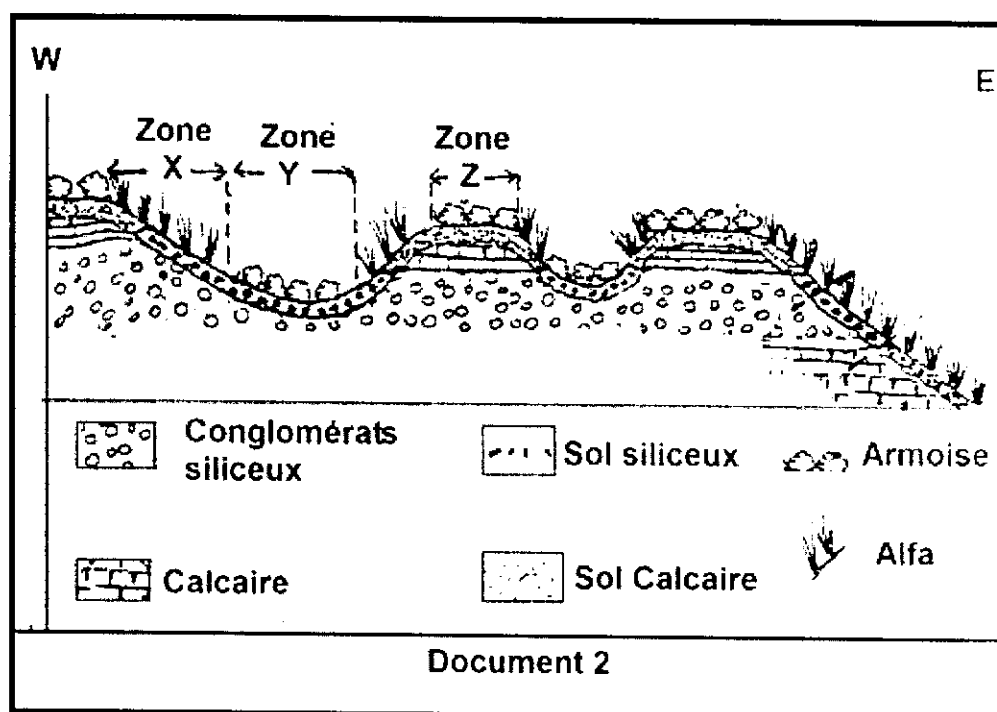 W
E
Zone Zone Zone
X Y Z
Conglomérats siliceux
Sol siliceux
Armoise
Calcaire
Sol Calcaire
Alfa
Document 2